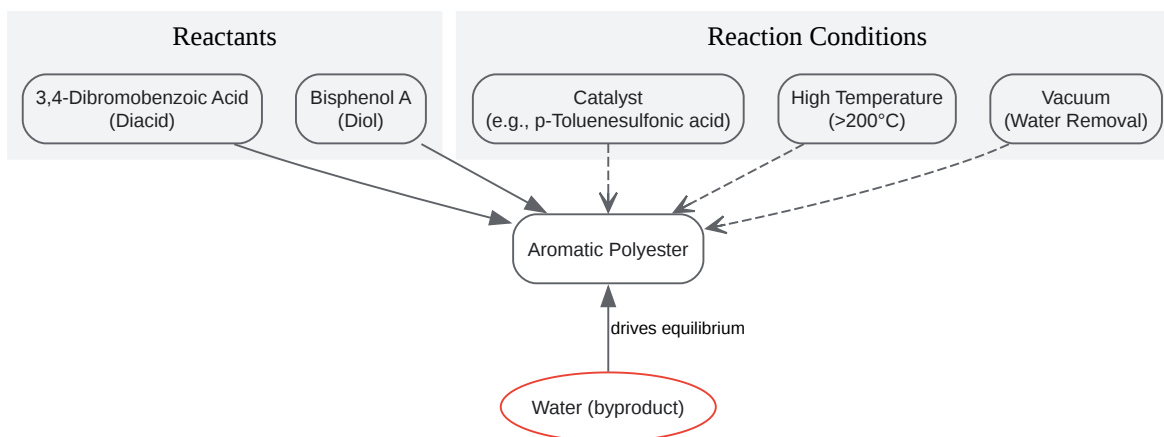 Reactants
Reaction Conditions
3,4-Dibromobenzoic Acid
(Diacid)
Bisphenol A
(Diol)
Catalyst
(e.g., p-Toluenesulfonic acid)
High Temperature
(>200°C)
Vacuum
(Water Removal)
Aromatic Polyester
drives equilibrium
Water (byproduct)